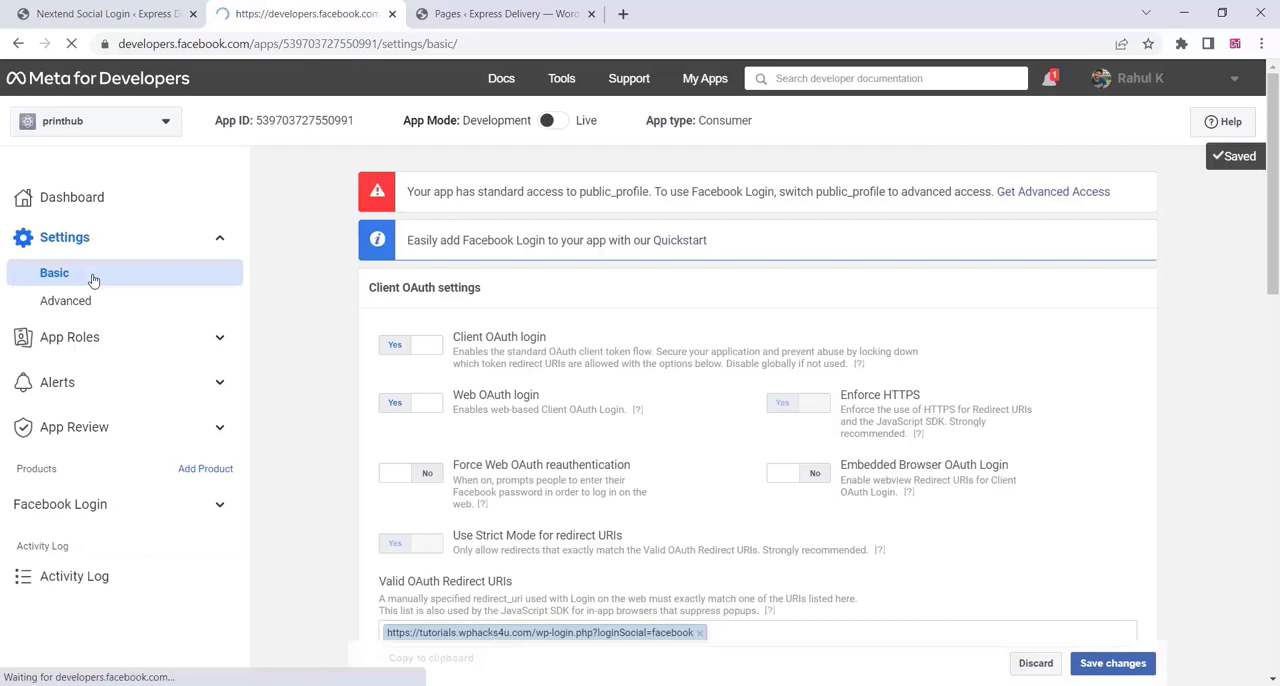 Nextend Social Login ‹ Express D
https://developers.facebook.com
Pages ‹ Express Delivery — Word
developers.facebook.com/apps/539703727550991/settings/basic/
Meta for Developers
Docs
Tools
Support
My Apps
Search developer documentation
1
Rahul K
printhub
App ID: 539703727550991
App Mode: Development
Live
App type: Consumer
Help
Saved
Dashboard
Settings
Basic
Advanced
App Roles
Alerts
App Review
Products
Add Product
Facebook Login
Activity Log
Activity Log
Your app has standard access to public_profile. To use Facebook Login, switch public_profile to advanced access. Get Advanced Access
Easily add Facebook Login to your app with our Quickstart
Client OAuth settings
Yes
Client OAuth login
Enables the standard OAuth client token flow. Secure your application and prevent abuse by locking down
which token redirect URIs are allowed with the options below. Disable globally if not used. [?]
Yes
Web OAuth login
Enables web-based Client OAuth Login. [?]
Yes
Enforce HTTPS
Enforce the use of HTTPS for Redirect URIs
and the JavaScript SDK. Strongly
recommended. [?]
No
Force Web OAuth reauthentication
When on, prompts people to enter their
Facebook password in order to log in on the
web. [?]
No
Embedded Browser OAuth Login
Enable webview Redirect URIs for Client
OAuth Login. [?]
Yes
Use Strict Mode for redirect URIs
Only allow redirects that exactly match the Valid OAuth Redirect URIs. Strongly recommended. [?]
Valid OAuth Redirect URIs
A manually specified redirect_uri used with Login on the web must exactly match one of the URIs listed here.
This list is also used by the JavaScript SDK for in-app browsers that suppress popups. [?]
https://tutorials.wphacks4u.com/wp-login.php?loginSocial=facebook
Copy to clipboard
Discard
Save changes
Waiting for developers.facebook.com...